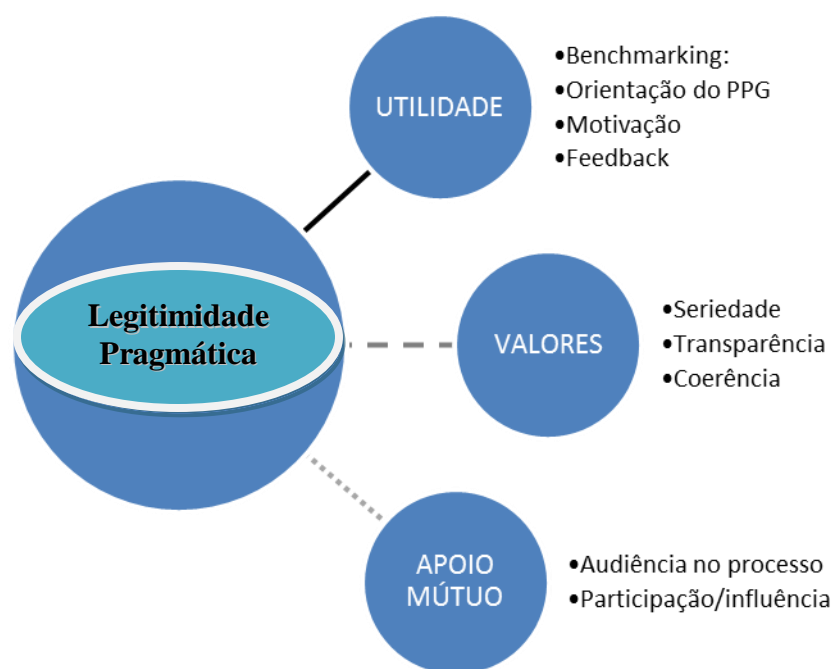 UTILIDADE
•Benchmarking:
•Orientação do PPG
•Motivação
•Feedback
Legitimidade
Pragmática
VALORES
•Seriedade
•Transparência
•Coerência
APOIO
MÚTUO
•Audiência no processo
•Participação/influência